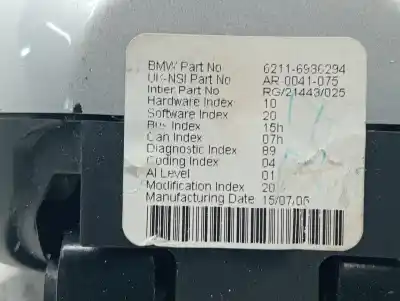 BMW Part No 6211-6936294
UK-NSI Part No AR-0041-075
Intier Part No RG/21443/025
Hardware Index 10
Software Index 20
Bus Index 15h
Can Index 07h
Diagnostic Index 89
Coding Index 04
AI Level 01
Modification Index 20
Manufacturing Date 15/07/06